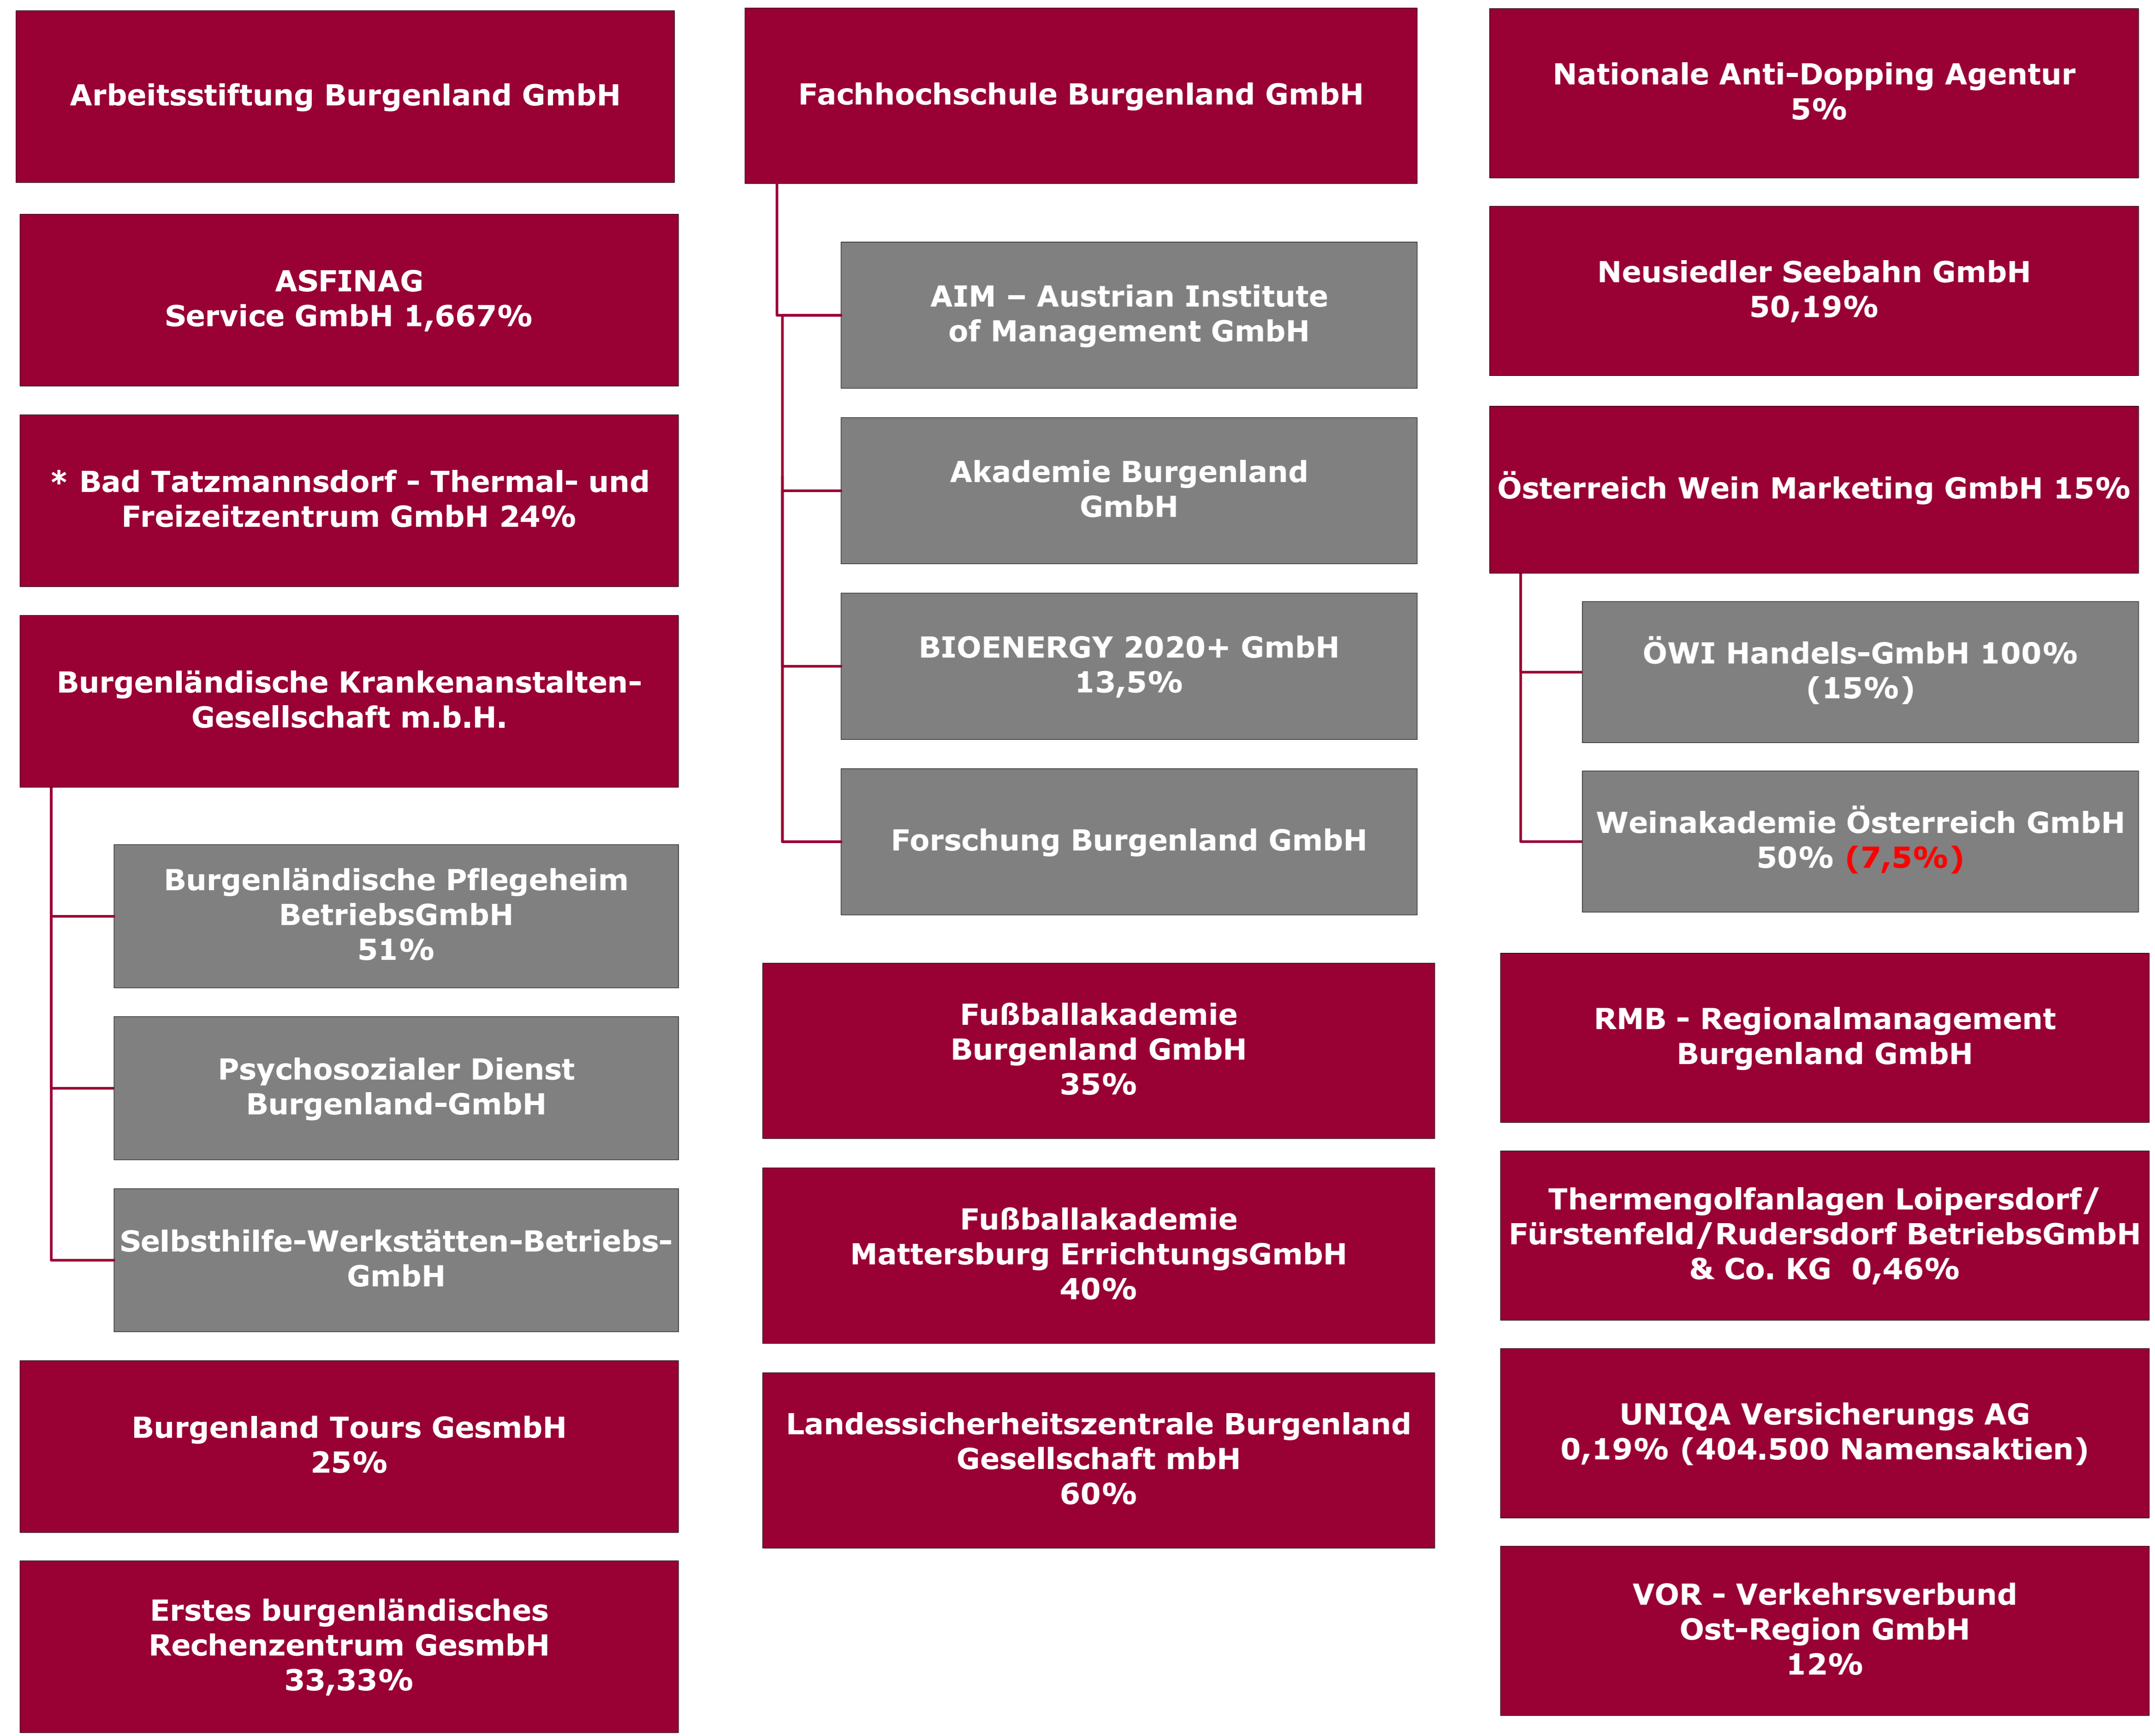 Arbeitsstiftung Burgenland GmbH
ASFINAG
Service GmbH 1,667%
* Bad Tatzmannsdorf - Thermal- und
Freizeitzentrum GmbH 24%
Burgenländische Krankenanstalten-
Gesellschaft m.b.H.
Burgenländische Pflegeheim
BetriebsGmbH
51%
Psychosozialer Dienst
Burgenland-GmbH
Selbsthilfe-Werkstätten-Betriebs-
GmbH
Burgenland Tours GesmbH
25%
Erstes burgenländisches
Rechenzentrum GesmbH
33,33%
Fachhochschule Burgenland GmbH
AIM – Austrian Institute
of Management GmbH
Akademie Burgenland
GmbH
BIOENERGY 2020+ GmbH
13,5%
Forschung Burgenland GmbH
Fußballakademie
Burgenland GmbH
35%
Fußballakademie
Mattersburg ErrichtungsGmbH
40%
Landessicherheitszentrale Burgenland
Gesellschaft mbH
60%
Nationale Anti-Dopping Agentur
5%
Neusiedler Seebahn GmbH
50,19%
Österreich Wein Marketing GmbH 15%
ÖWI Handels-GmbH 100%
(15%)
Weinakademie Österreich GmbH
50% (7,5%)
RMB - Regionalmanagement
Burgenland GmbH
Thermengolfanlagen Loipersdorf/
Fürstenfeld/Rudersdorf BetriebsGmbH
& Co. KG 0,46%
UNIQA Versicherungs AG
0,19% (404.500 Namensaktien)
VOR - Verkehrsverbund
Ost-Region GmbH
12%